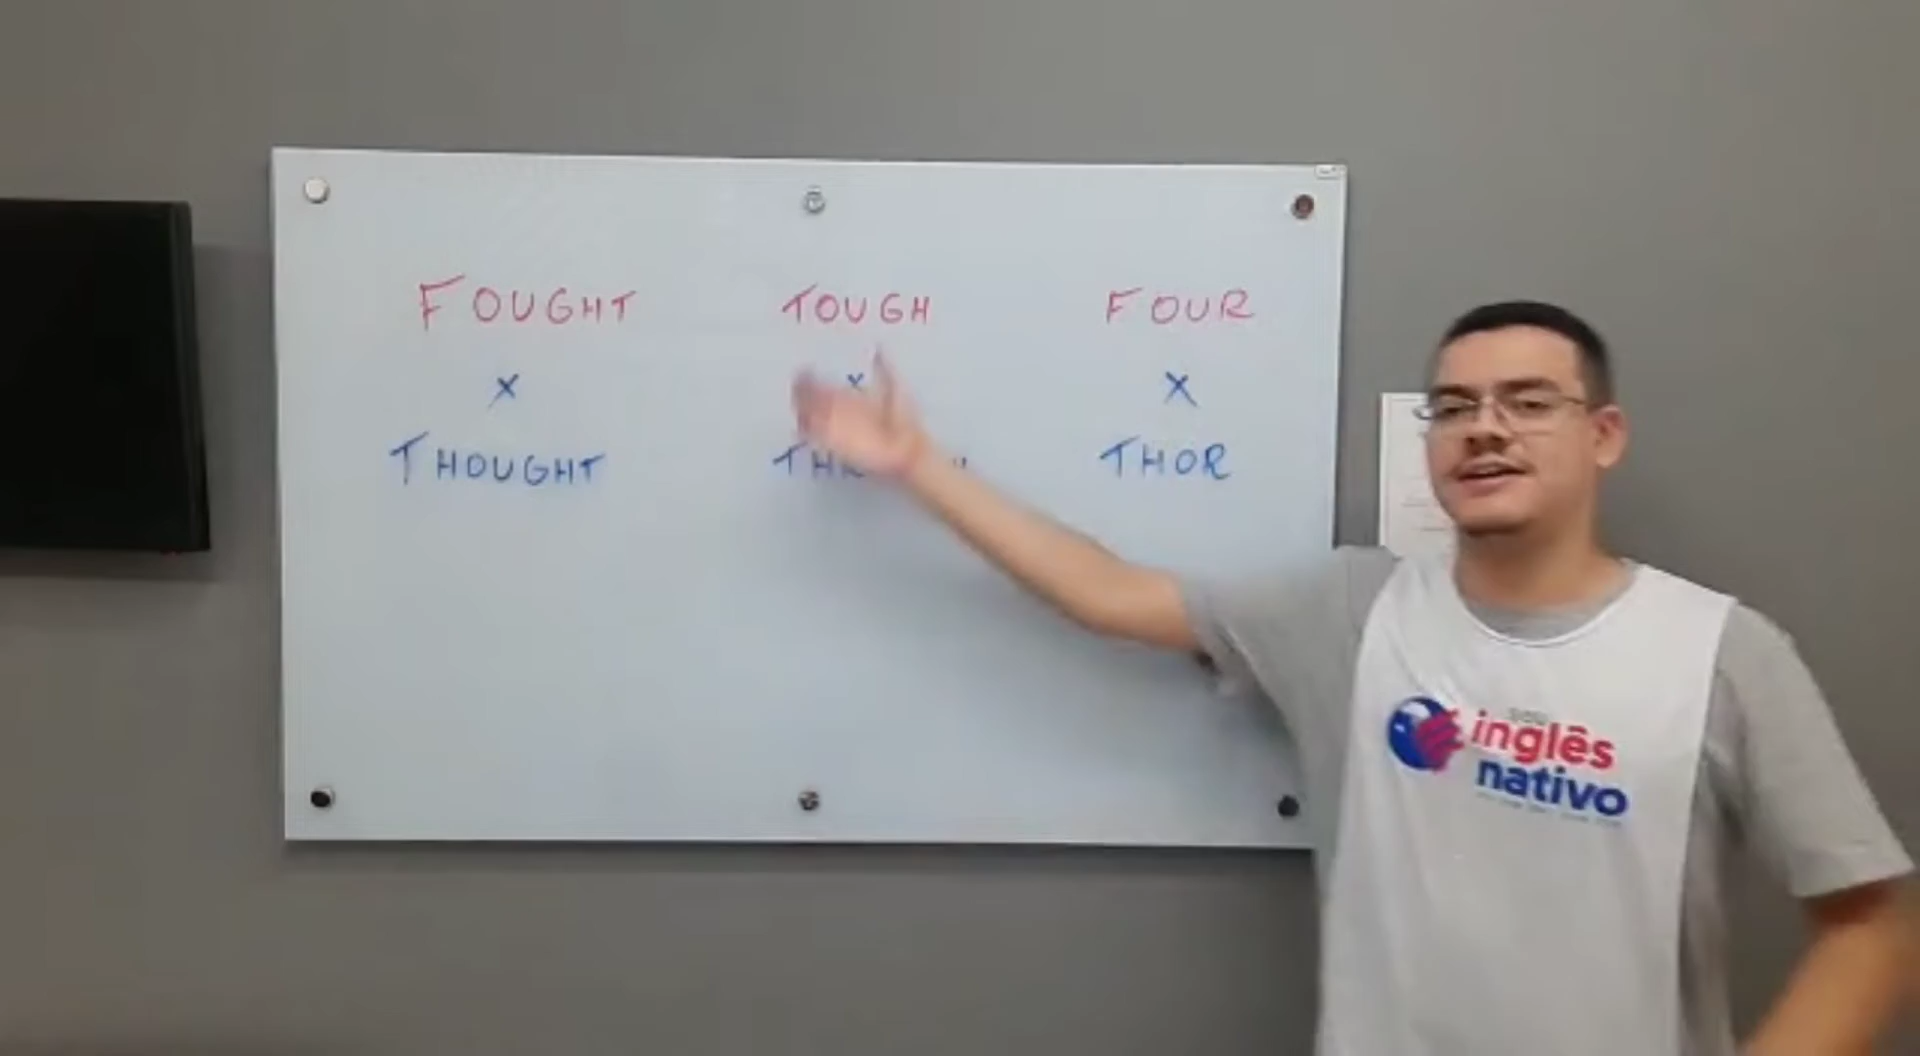 FOUGHT TOUGH FOUR
x x x
THOUGHT THOR
inglês
nativo